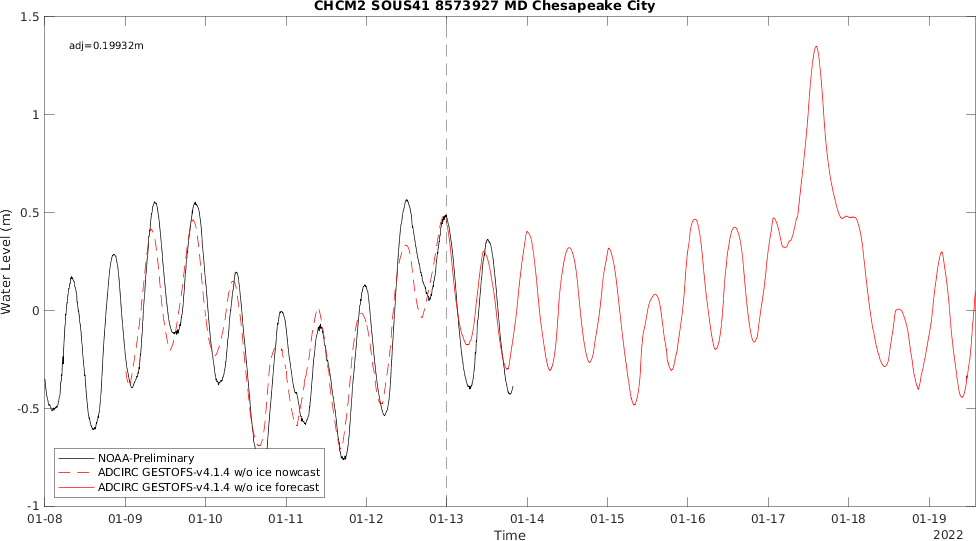 CHCM2 SOUS41 8573927 MD Chesapeake City
1.5
1
0.5
0
-0.5
-1
Water Level (m)
adj=0.19932m
NOAA-Preliminary
ADCIRC GESTOFS-v4.1.4 w/o ice nowcast
ADCIRC GESTOFS-v4.1.4 w/o ice forecast
01-08 01-09 01-10 01-11 01-12 01-13 01-14 01-15 01-16 01-17 01-18 01-19
Time
2022